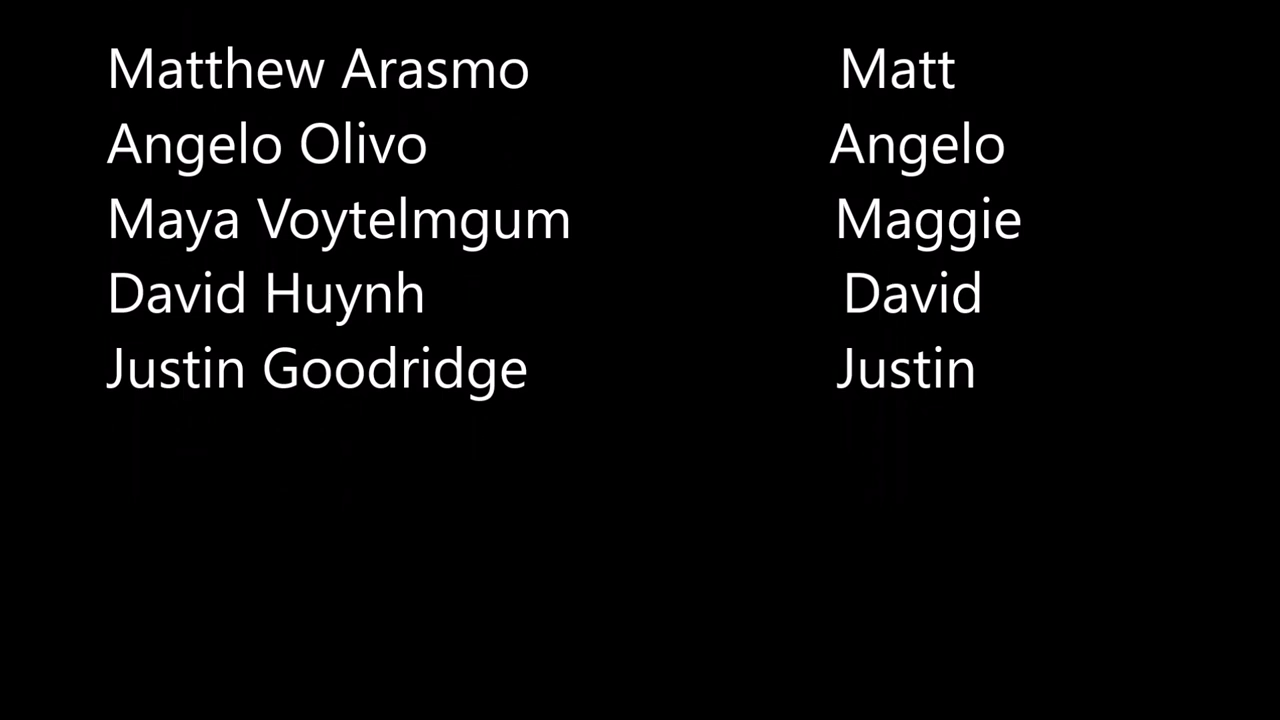 Matthew Arasmo Matt
Angelo Olivo Angelo
Maya Voytelmgum Maggie
David Huynh David
Justin Goodridge Justin